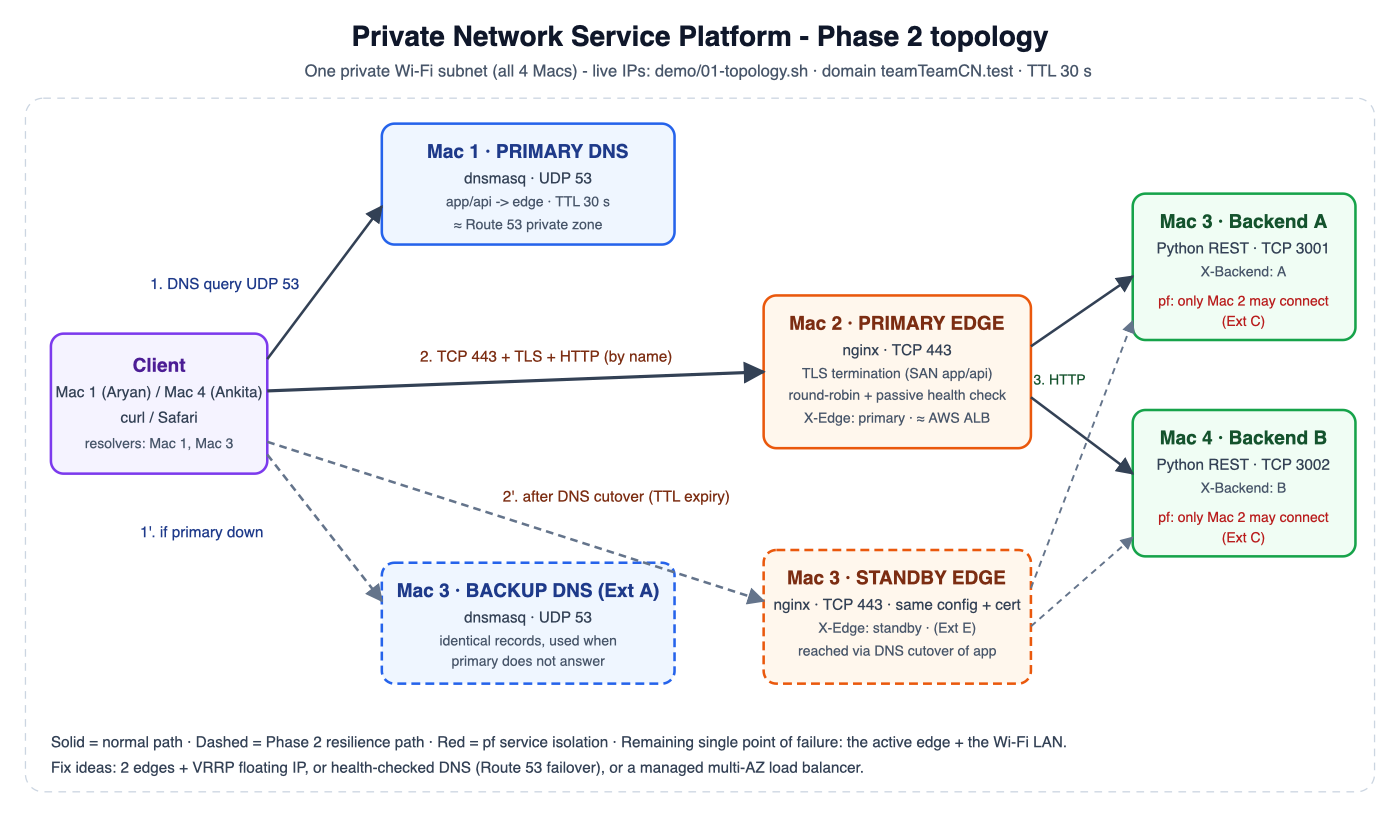 Private Network Service Platform - Phase 2 topology
One private Wi-Fi subnet (all 4 Macs) - live IPs: demo/01-topology.sh · domain teamTeamCN.test · TTL 30 s
Mac 1 · PRIMARY DNS
dnsmasq · UDP 53
app/api -> edge · TTL 30 s
≈ Route 53 private zone
1. DNS query UDP 53
Client
Mac 1 (Aryan) / Mac 4 (Ankita)
curl / Safari
resolvers: Mac 1, Mac 3
2. TCP 443 + TLS + HTTP (by name)
Mac 2 · PRIMARY EDGE
nginx · TCP 443
TLS termination (SAN app/api)
round-robin + passive health check
X-Edge: primary · ≈ AWS ALB
3. HTTP
Mac 3 · Backend A
Python REST · TCP 3001
X-Backend: A
pf: only Mac 2 may connect
(Ext C)
Mac 4 · Backend B
Python REST · TCP 3002
X-Backend: B
pf: only Mac 2 may connect
(Ext C)
2'. after DNS cutover (TTL expiry)
1'. if primary down
Mac 3 · BACKUP DNS (Ext A)
dnsmasq · UDP 53
identical records, used when
primary does not answer
Mac 3 · STANDBY EDGE
nginx · TCP 443 · same config + cert
X-Edge: standby · (Ext E)
reached via DNS cutover of app
Solid = normal path · Dashed = Phase 2 resilience path · Red = pf service isolation · Remaining single point of failure: the active edge + the Wi-Fi LAN.
Fix ideas: 2 edges + VRRP floating IP, or health-checked DNS (Route 53 failover), or a managed multi-AZ load balancer.